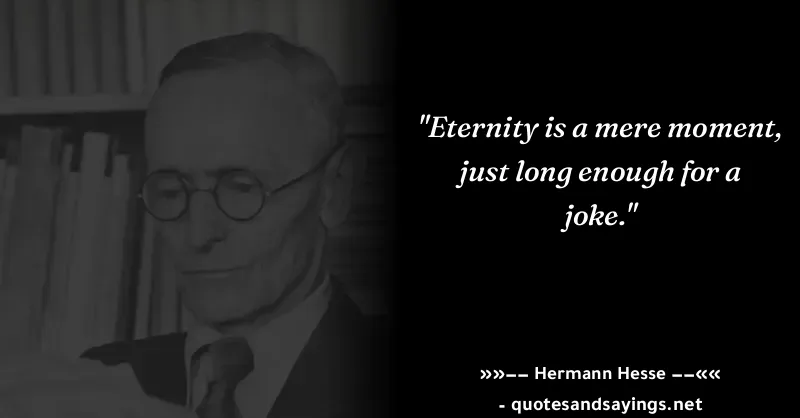 "Eternity is a mere moment,
just long enough for a
joke."
»»−− Hermann Hesse −−««
- quotesandsayings.net